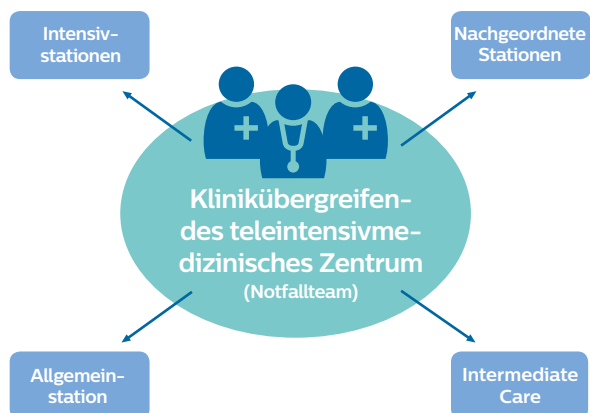 Intensiv-
stationen
Nachgeordnete
Stationen
Klinikübergreifen-
des teleintensivme-
dizinisches Zentrum
(Notfallteam)
Allgemein-
station
Intermediate
Care